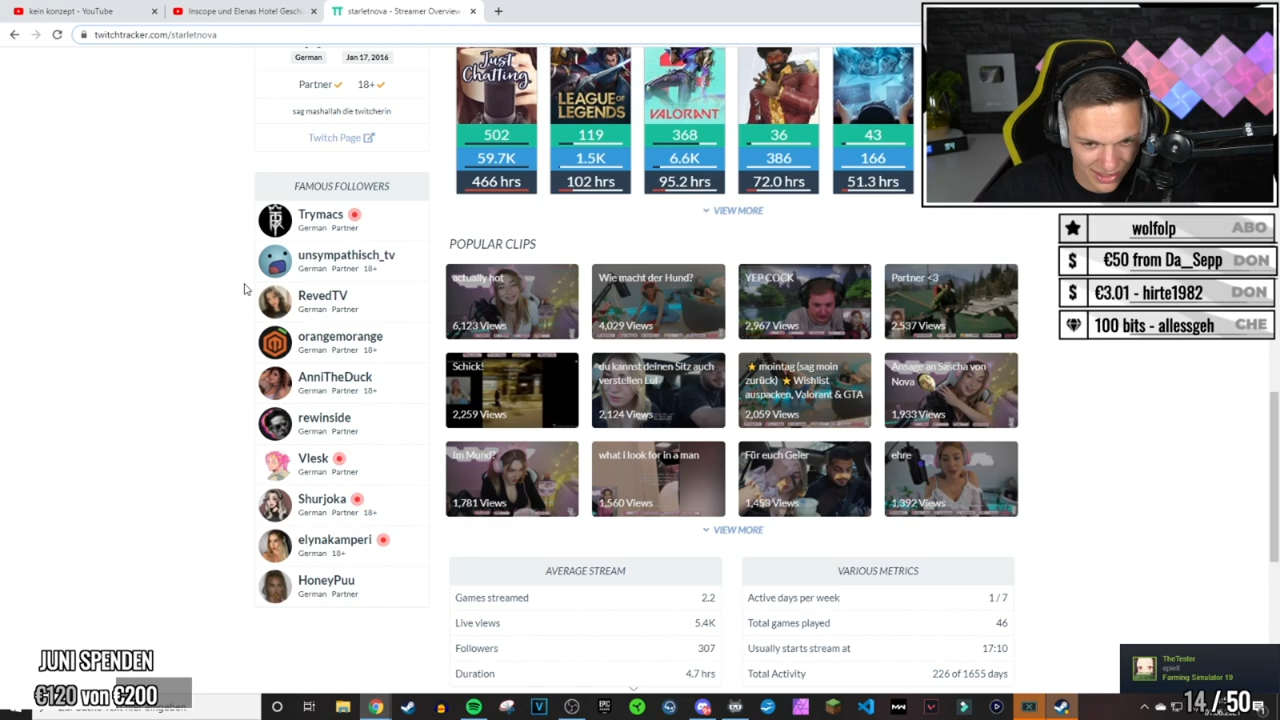 kein konzept - YouTube
Inscope und Elenas Hotel Geschi
starletnova - Streamer Overview
twitchtracker.com/starletnova
German Jan 17, 2016
Partner 18+
sag mashallah die twitcherin
Twitch Page
FAMOUS FOLLOWERS
Trymacs
German Partner
unsympathisch_tv
German Partner 18+
RevedTV
German Partner
orangemorange
German Partner 18+
AnniTheDuck
German Partner 18+
rewinside
German Partner
Vlesk
German Partner
Shurjoka
German Partner 18+
elynakamperi
German 18+
HoneyPuu
German Partner
Just Chatting
LEAGUE OF LEGENDS
VALORANT
502 119 368 36 43
59.7K 1.5K 6.6K 386 166
466 hrs 102 hrs 95.2 hrs 72.0 hrs 51.3 hrs
VIEW MORE
POPULAR CLIPS
actually hot
6,123 Views
Wie macht der Hund?
4,029 Views
YEP COCK
2,967 Views
Partner <3
2,537 Views
Schick!
2,259 Views
du kannst deinen Sitz auch
verstellen Lul
2,124 Views
★ mointag (sag moin
zurück) ★ Wishlist
auspacken, Valorant & GTA
2,059 Views
Ansage an Sascha von
Nova
1,933 Views
Im Mund?
1,781 Views
what i look for in a man
1,560 Views
Für euch Geier
1,453 Views
ehre
1,392 Views
VIEW MORE
AVERAGE STREAM
Games streamed 2.2
Live views 5.4K
Followers 307
Duration 4.7 hrs
VARIOUS METRICS
Active days per week 1 / 7
Total games played 46
Usually starts stream at 17:10
Total Activity 226 of 1655 days
wolfolp ABO
$ €50 from Da__Sepp DON
$ €3.01 - hirte1982 DON
100 bits - allessgeh CHE
JUNI SPENDEN
€120 von €200
TheTester
spielt
Farming Simulator 19
14 / 50